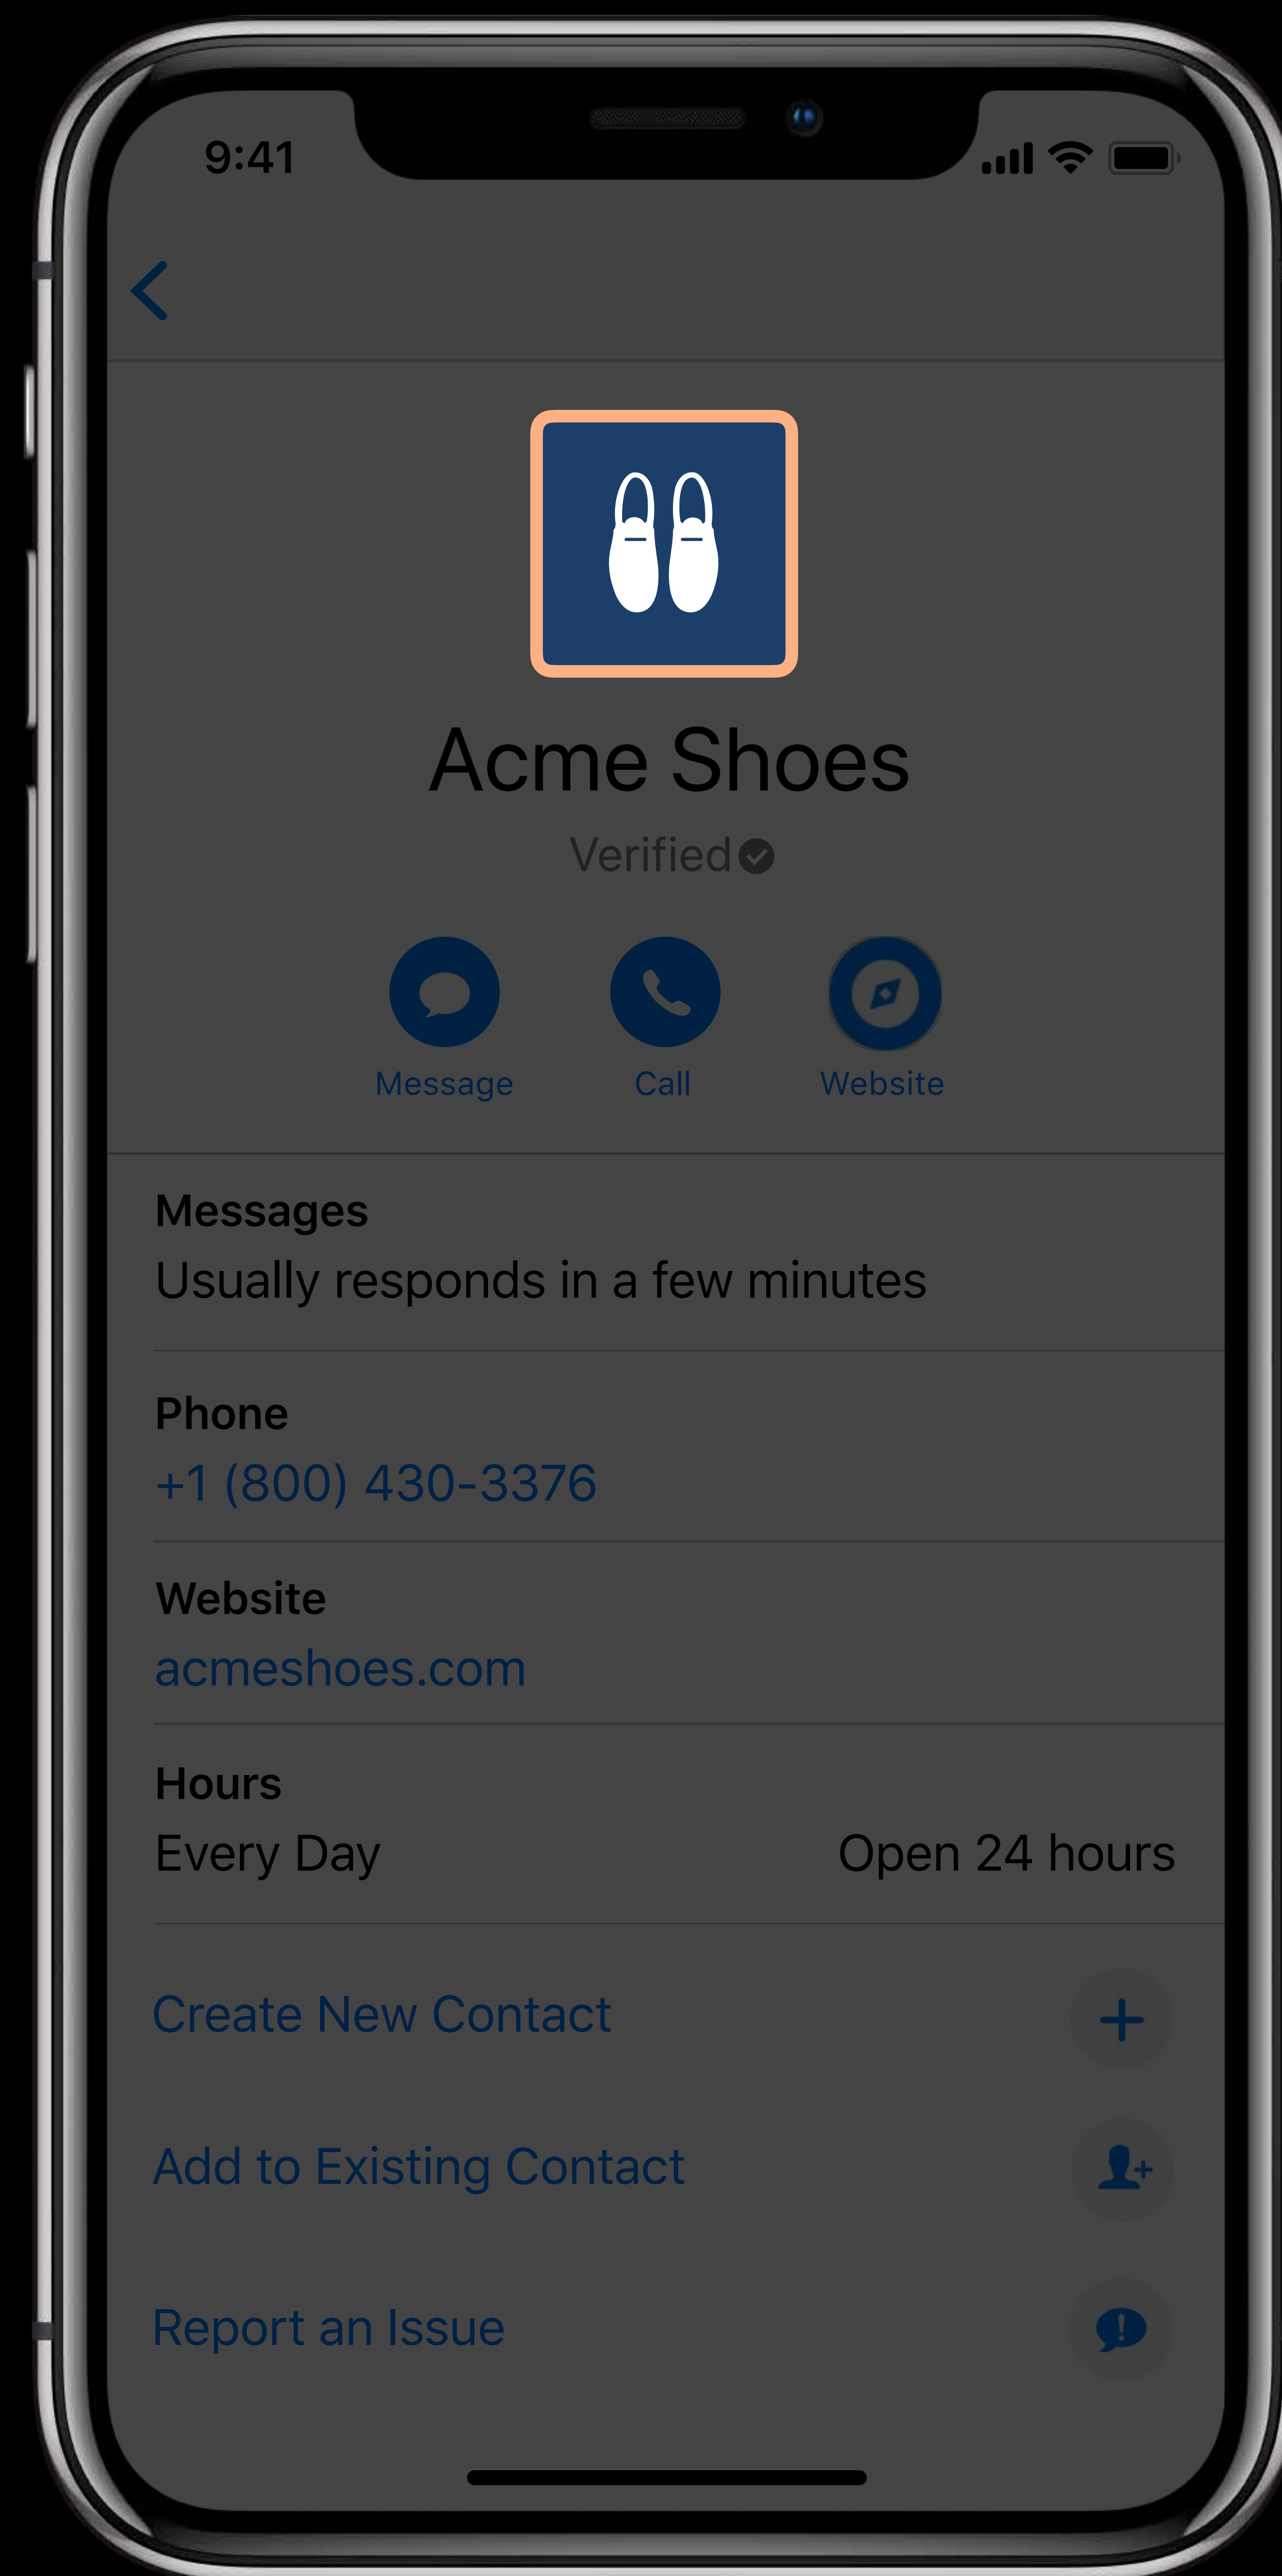 9:41
Acme Shoes
Verified
Message Call Website
Messages
Usually responds in a few minutes
Phone
+1 (800) 430-3376
Website
acmeshoes.com
Hours
Every Day Open 24 hours
Create New Contact
Add to Existing Contact
Report an Issue